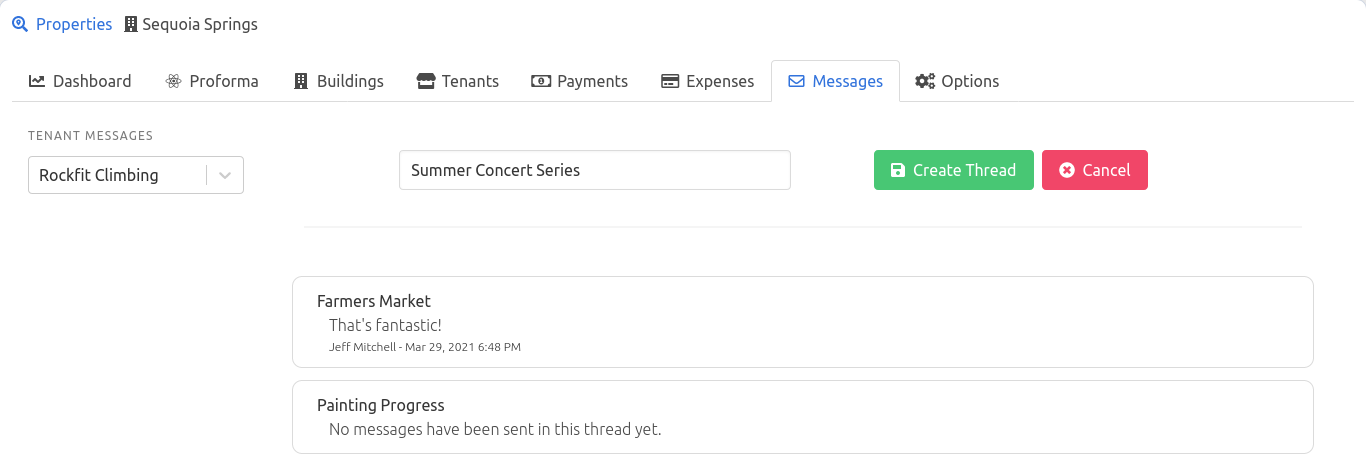 Properties Sequoia Springs
Dashboard Proforma Buildings Tenants Payments Expenses Messages Options
TENANT MESSAGES
Rockfit Climbing
Summer Concert Series
Create Thread
Cancel
Farmers Market
That's fantastic!
Jeff Mitchell - Mar 29, 2021 6:48 PM
Painting Progress
No messages have been sent in this thread yet.